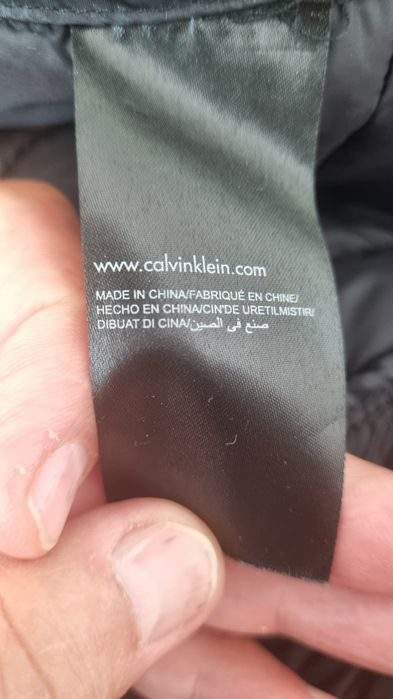 www.calvinklein.com
MADE IN CHINA/FABRIQUÉ EN CHINE/
HECHO EN CHINA/CIN'DE URETILMISTIR/
DIBUAT DI CINA/صنع في الصين